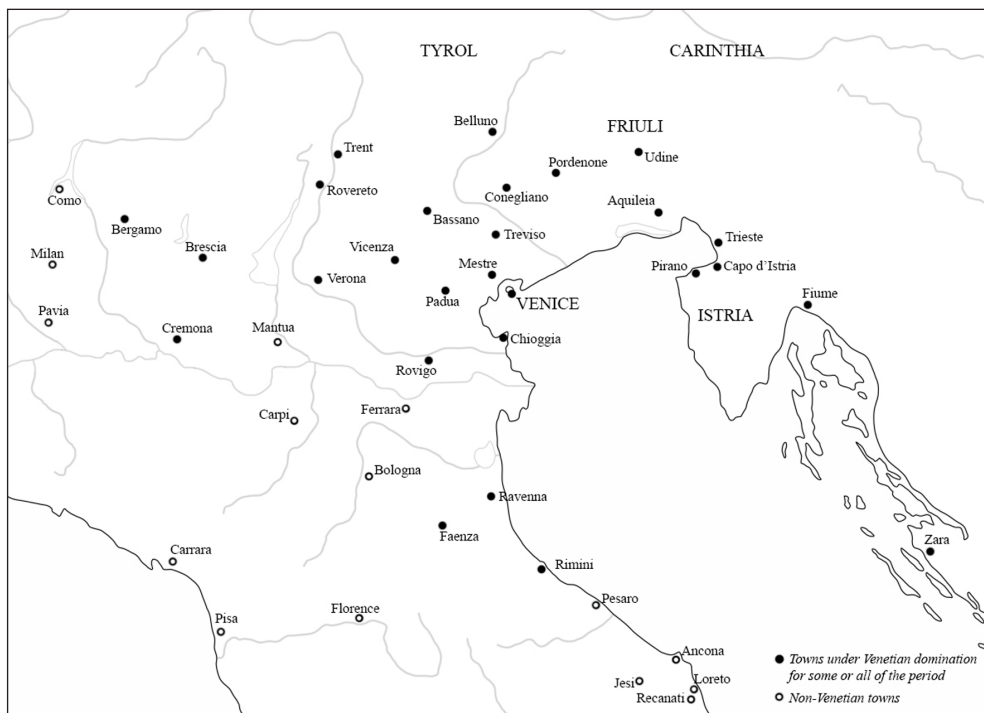 TYROL
CARINTHIA
Belluno
FRIULI
Trent
Udine
Pordenone
Como
Rovereto
Conegliano
Aquileia
Bergamo
Bassano
Treviso
Milan
Brescia
Vicenza
Trieste
Mestre
Pirano
Capo d’Istria
Verona
Padua
VENICE
Fiume
Pavia
ISTRIA
Cremona
Mantua
Chioggia
Rovigo
Ferrara
Carpi
Bologna
Ravenna
Faenza
Zara
Carrara
Rimini
Pesaro
Florence
Pisa
Ancona
Towns under Venetian domination
for some or all of the period
Jesi
Loreto
Recanati
Non-Venetian towns